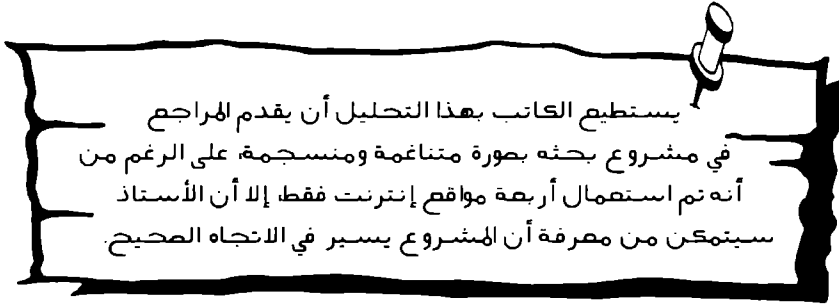 يستطيع الكاتب بهذا التحليل أن يقدم المراجع
في مشروع بحثه بصورة متناغمة ومنسجمة، على الرغم من
أنه تم استعمال أربعة مواقع إنترنت فقط، إلا أن الأستاذ
سيتمكن من معرفة أن المشروع يسير في الاتجاه الصحيح.